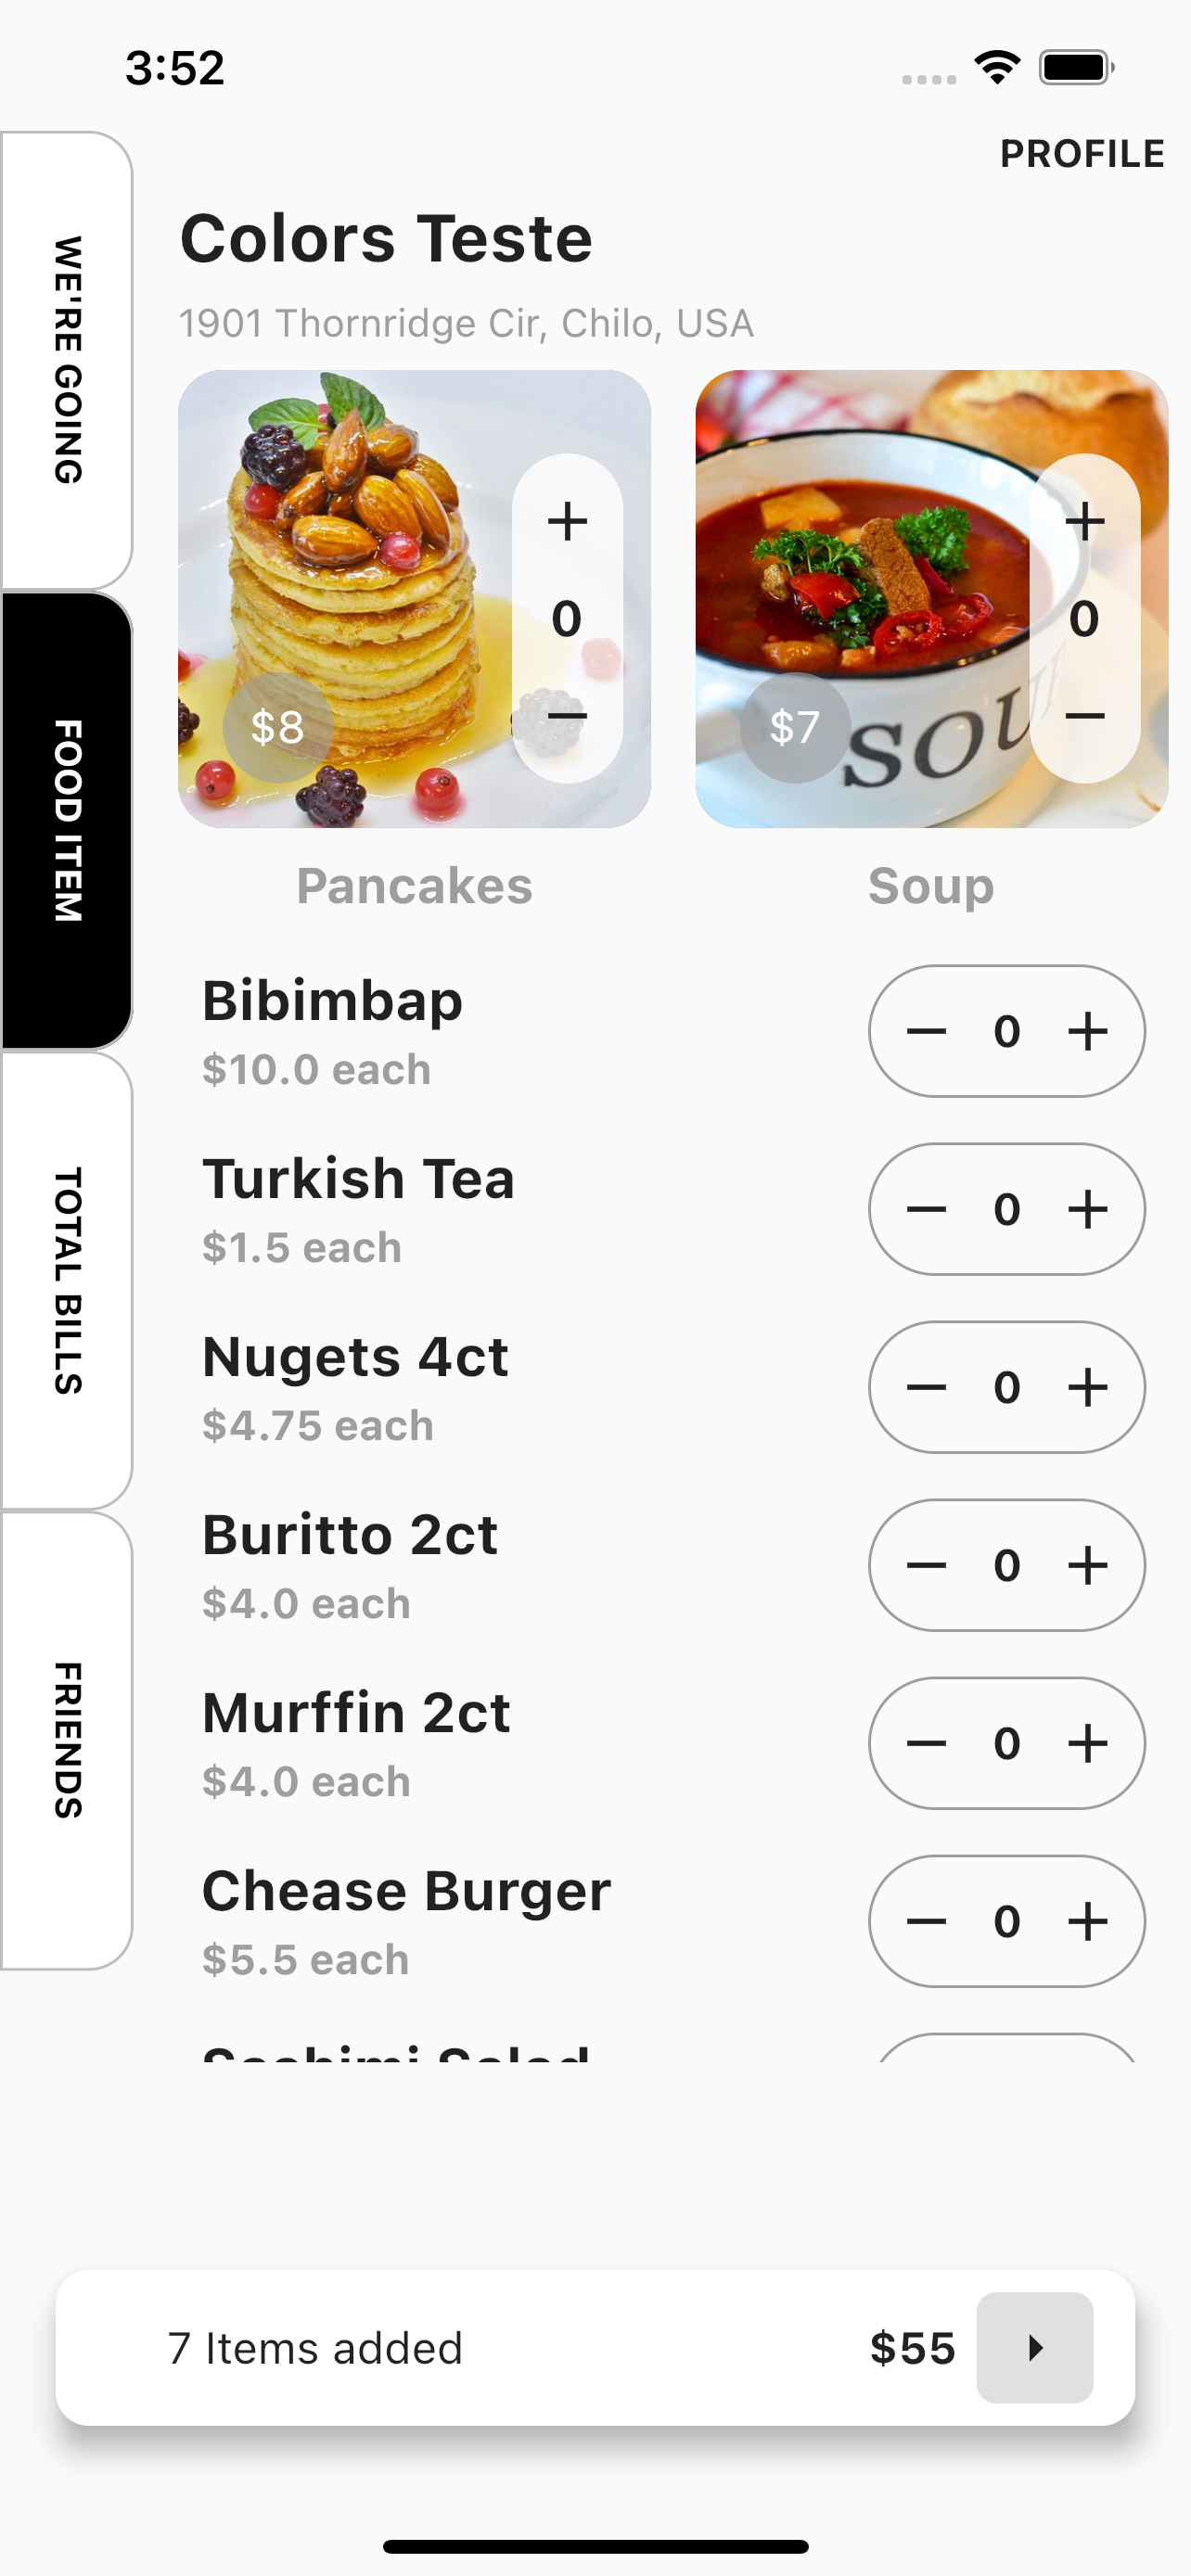 3:52
PROFILE
Colors Teste
1901 Thornridge Cir, Chilo, USA
WE'RE GOING
FOOD ITEM
TOTAL BILLS
FRIENDS
+
0
−
$8
+
0
−
$7
SOU
Pancakes
Soup
Bibimbap
$10.0 each
− 0 +
Turkish Tea
$1.5 each
− 0 +
Nugets 4ct
$4.75 each
− 0 +
Buritto 2ct
$4.0 each
− 0 +
Murffin 2ct
$4.0 each
− 0 +
Chease Burger
$5.5 each
− 0 +
Sashimi Salad
7 Items added
$55